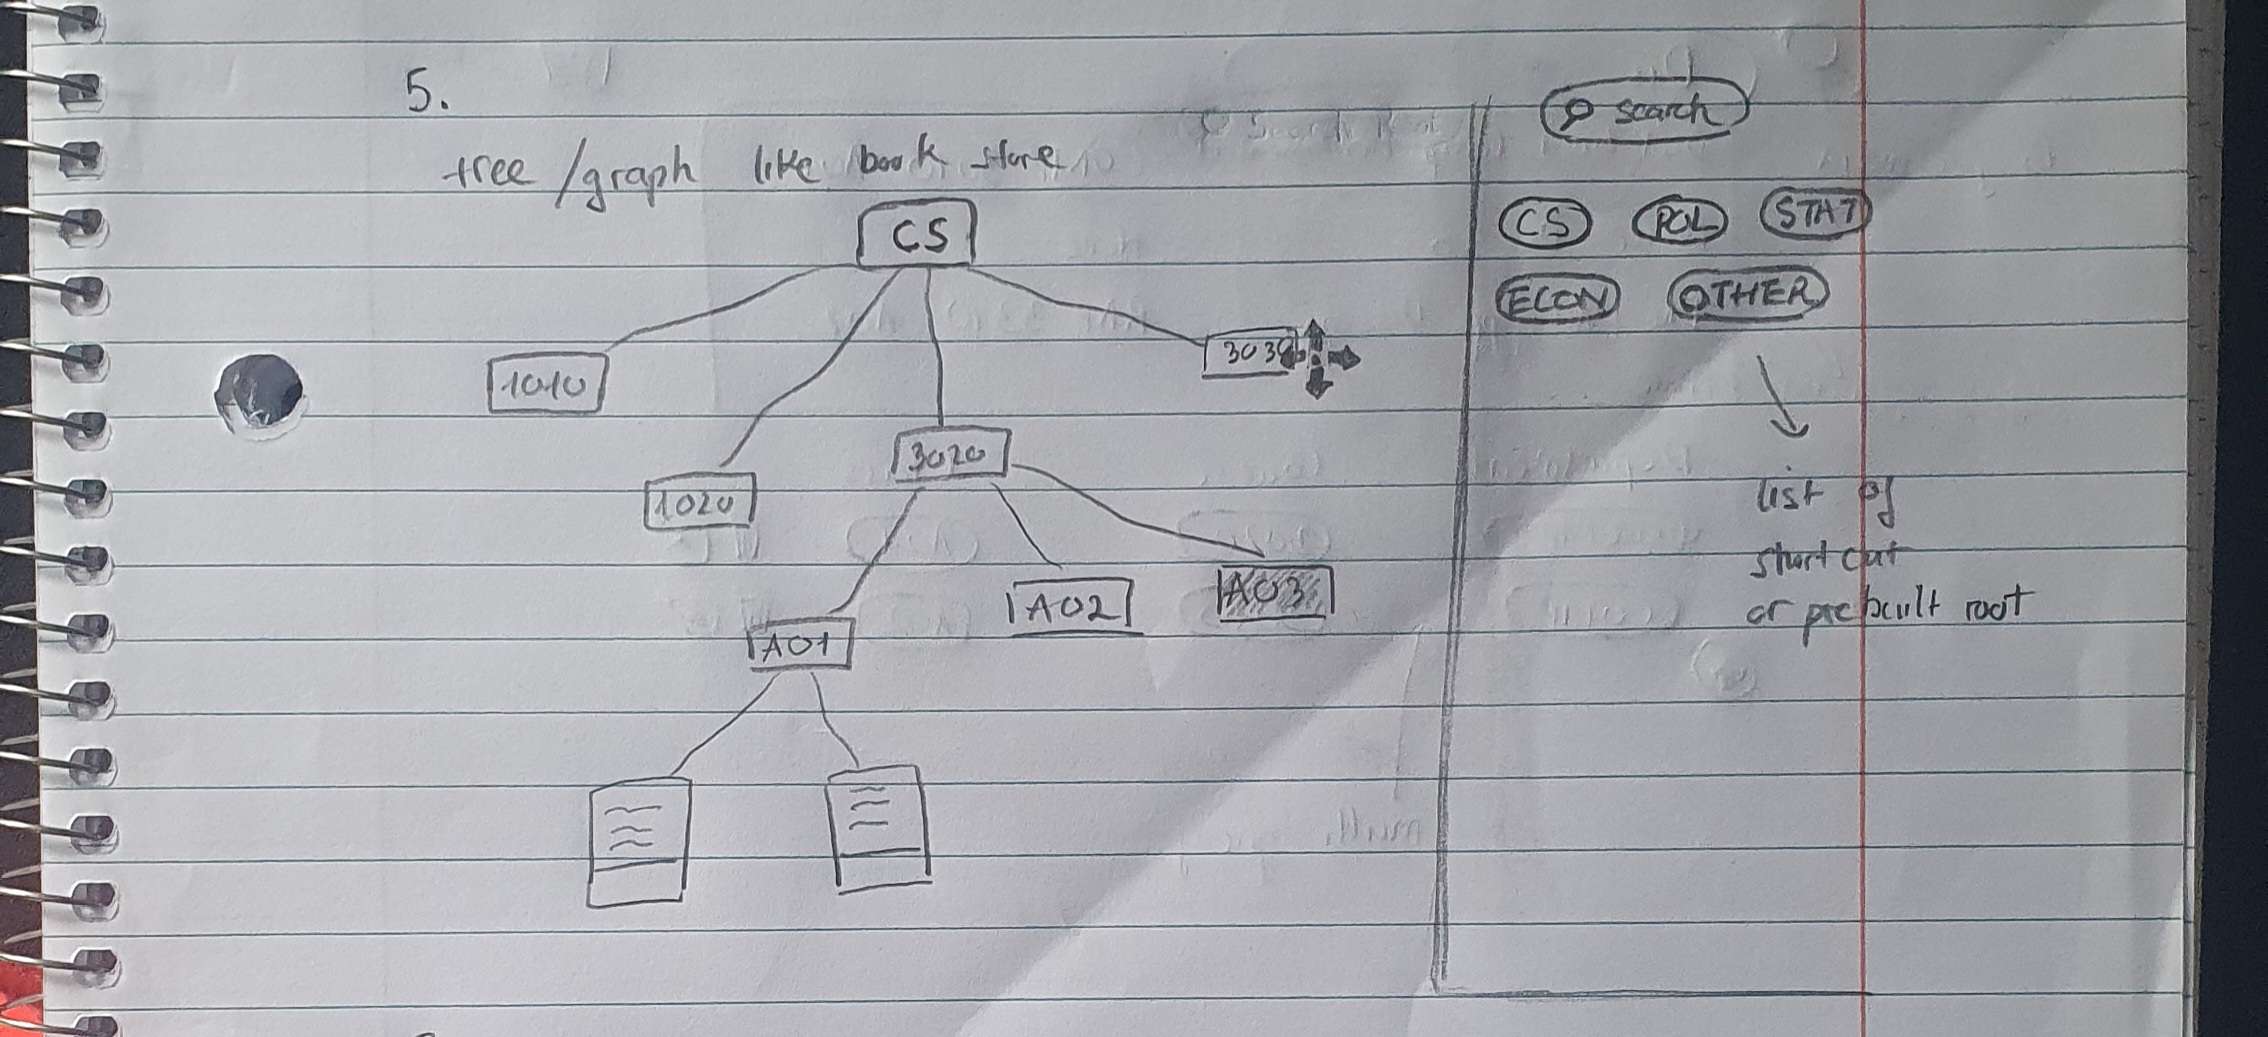 5.
tree/graph like book store
CS
1010
3030
3020
1020
A01
A02
A03
search
CS POL STAT
ECON OTHER
list of
short cut
or prebuilt root